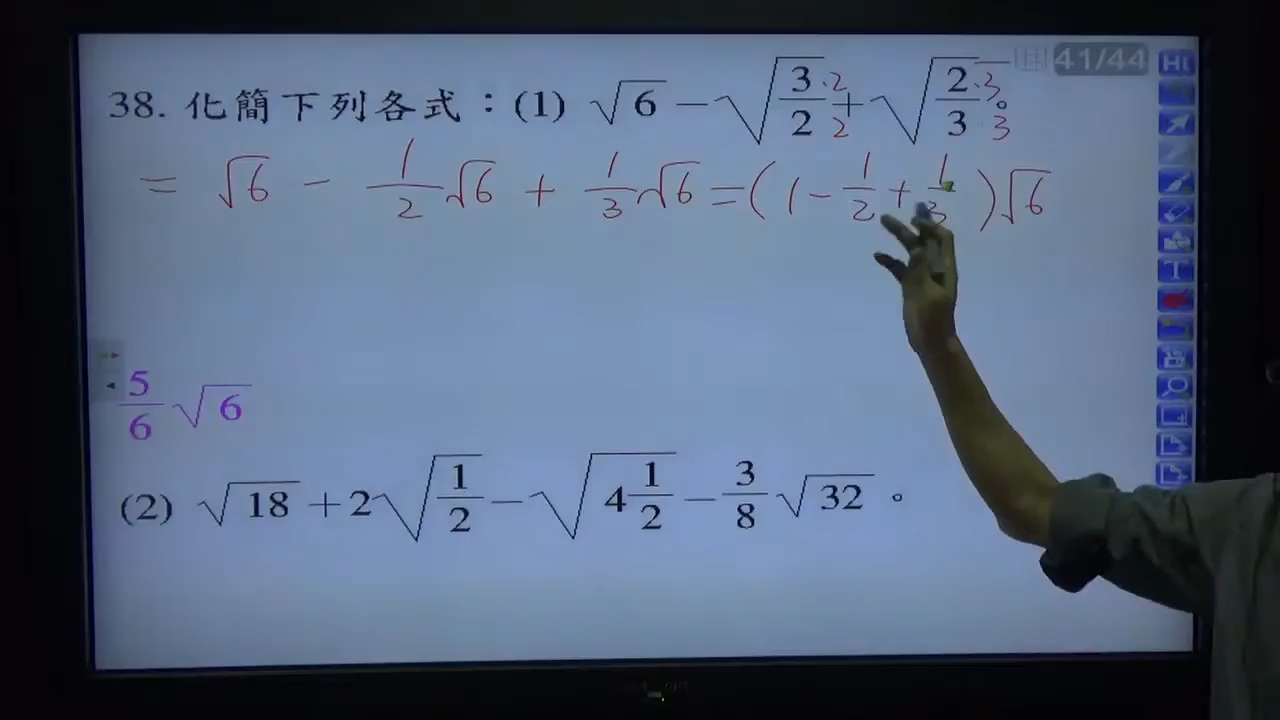 41/44
38. 化簡下列各式：(1) √6 − √(3/2 ·2/2) + √(2/3 ·3/3)。
= √6 − 1/2 √6 + 1/3 √6 = (1 − 1/2 + 1/3)√6
5/6 √6
(2) √18 + 2√(1/2) − √(4 1/2) − 3/8 √32。
T